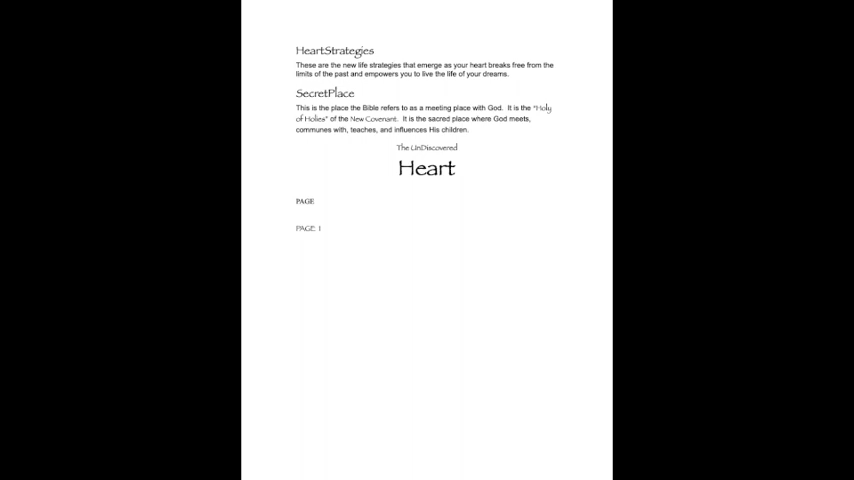 HeartStrategies
These are the new life strategies that emerge as your heart breaks free from the
limits of the past and empowers you to live the life of your dreams.
SecretPlace
This is the place the Bible refers to as a meeting place with God. It is the "Holy
of Holies" of the New Covenant. It is the sacred place where God meets,
communes with, teaches, and influences His children.
The UnDiscovered
Heart
PAGE
PAGE 1